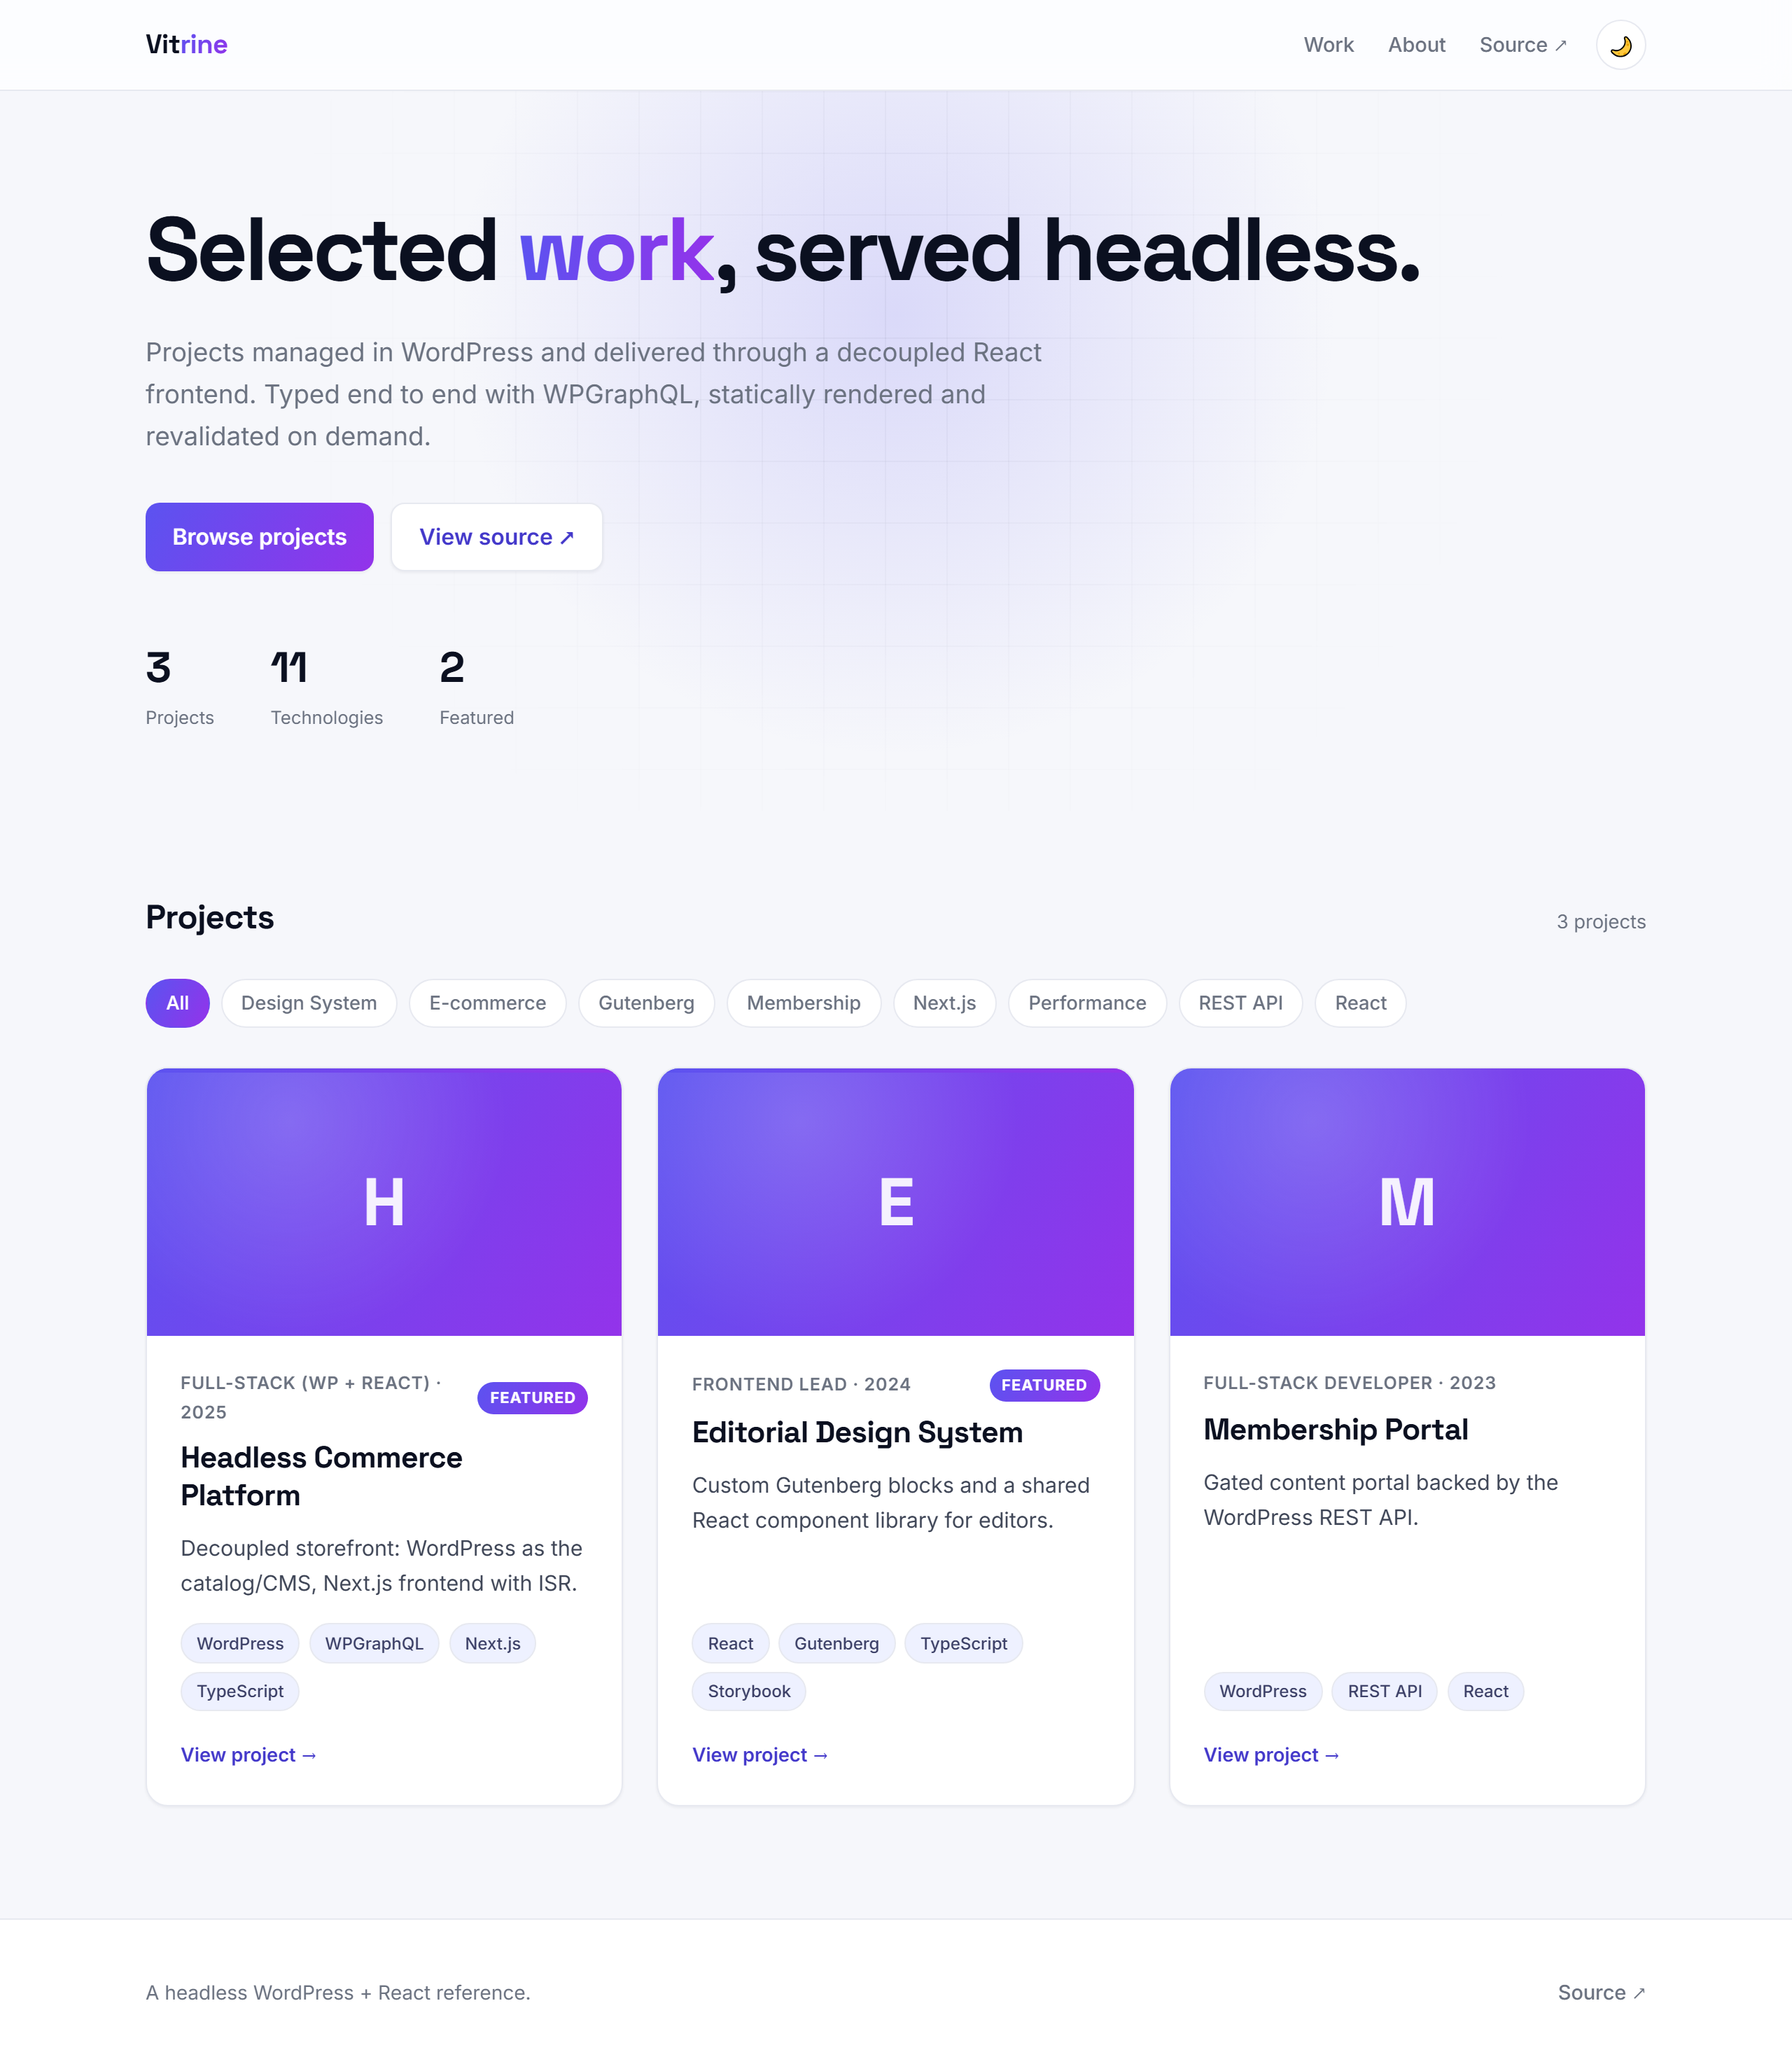 Vitrine
Work About Source ↗
Selected work, served headless.
Projects managed in WordPress and delivered through a decoupled React
frontend. Typed end to end with WPGraphQL, statically rendered and
revalidated on demand.
Browse projects View source ↗
3 11 2
Projects Technologies Featured
Projects
3 projects
All Design System E-commerce Gutenberg Membership Next.js Performance REST API React
H
FULL-STACK (WP + REACT) ·
2025
FEATURED
Headless Commerce
Platform
Decoupled storefront: WordPress as the
catalog/CMS, Next.js frontend with ISR.
WordPress WPGraphQL Next.js
TypeScript
View project →
E
FRONTEND LEAD · 2024
FEATURED
Editorial Design System
Custom Gutenberg blocks and a shared
React component library for editors.
React Gutenberg TypeScript
Storybook
View project →
M
FULL-STACK DEVELOPER · 2023
Membership Portal
Gated content portal backed by the
WordPress REST API.
WordPress REST API React
View project →
A headless WordPress + React reference.
Source ↗